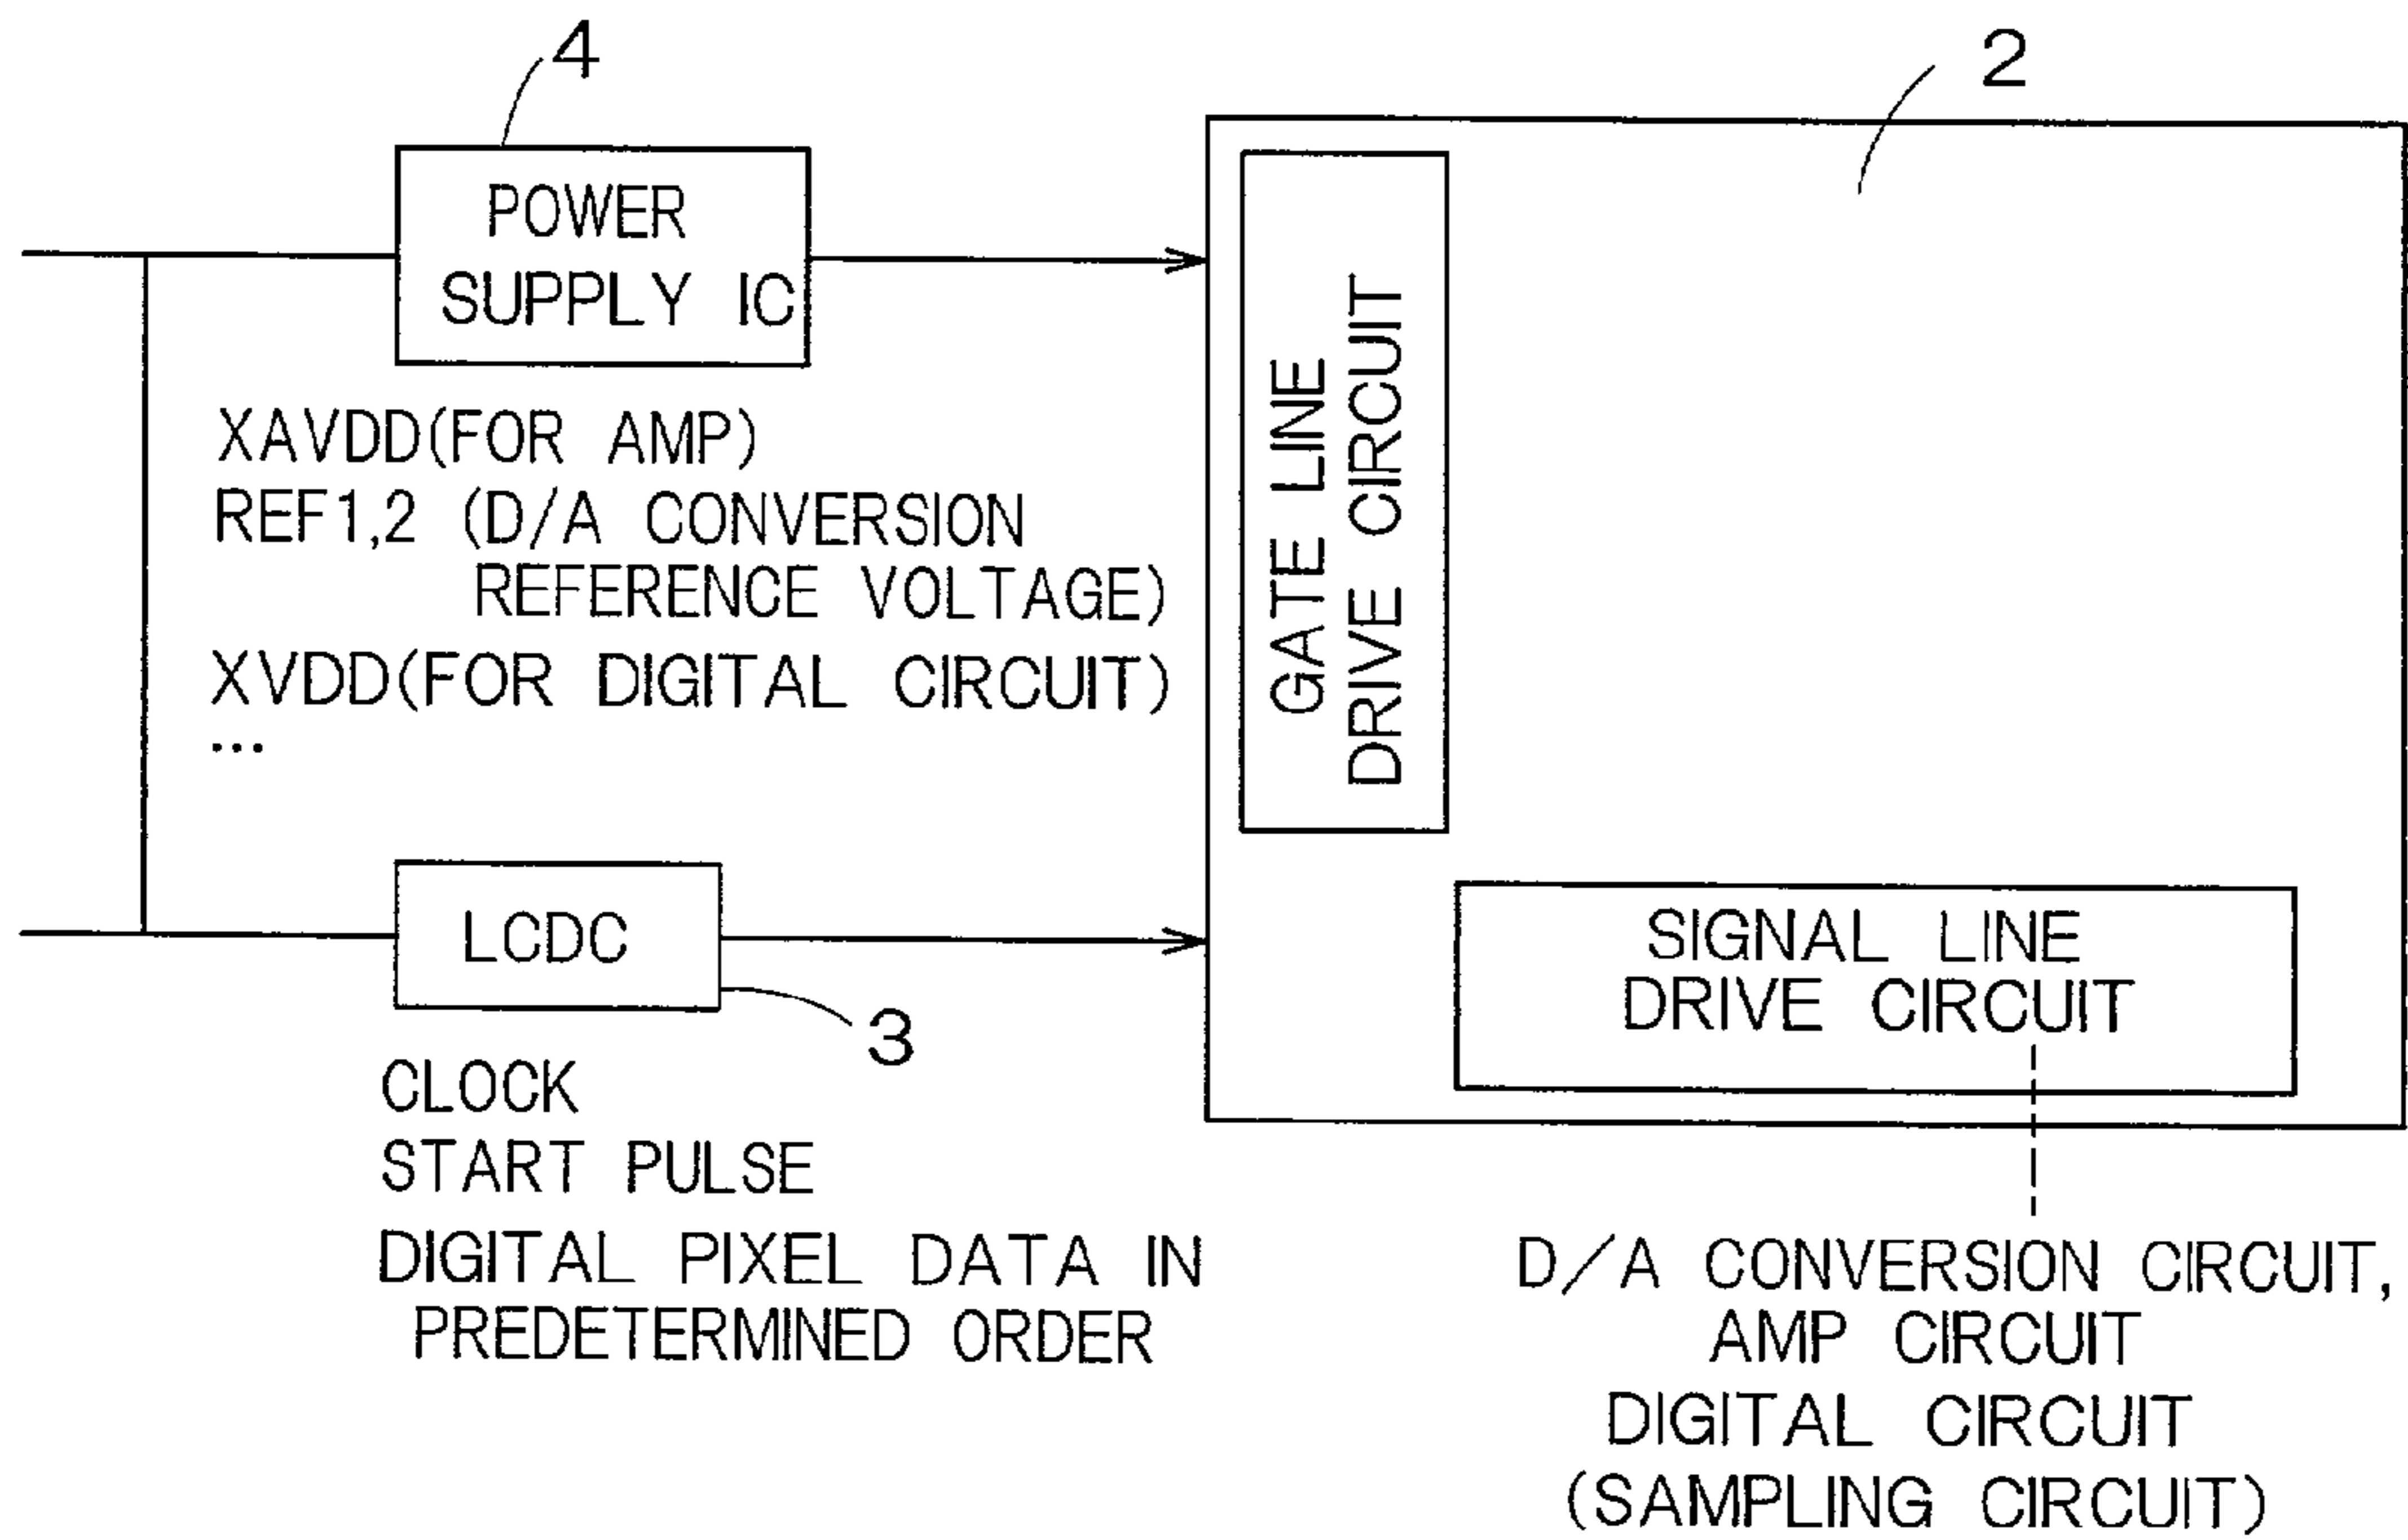 4
2
POWER
SUPPLY IC
XAVDD(FOR AMP)
REF1,2 (D/A CONVERSION
REFERENCE VOLTAGE)
XVDD(FOR DIGITAL CIRCUIT)
...
GATE LINE
DRIVE CIRCUIT
LCDC
3
CLOCK
START PULSE
DIGITAL PIXEL DATA IN
PREDETERMINED ORDER
SIGNAL LINE
DRIVE CIRCUIT
D/A CONVERSION CIRCUIT,
AMP CIRCUIT
DIGITAL CIRCUIT
(SAMPLING CIRCUIT)